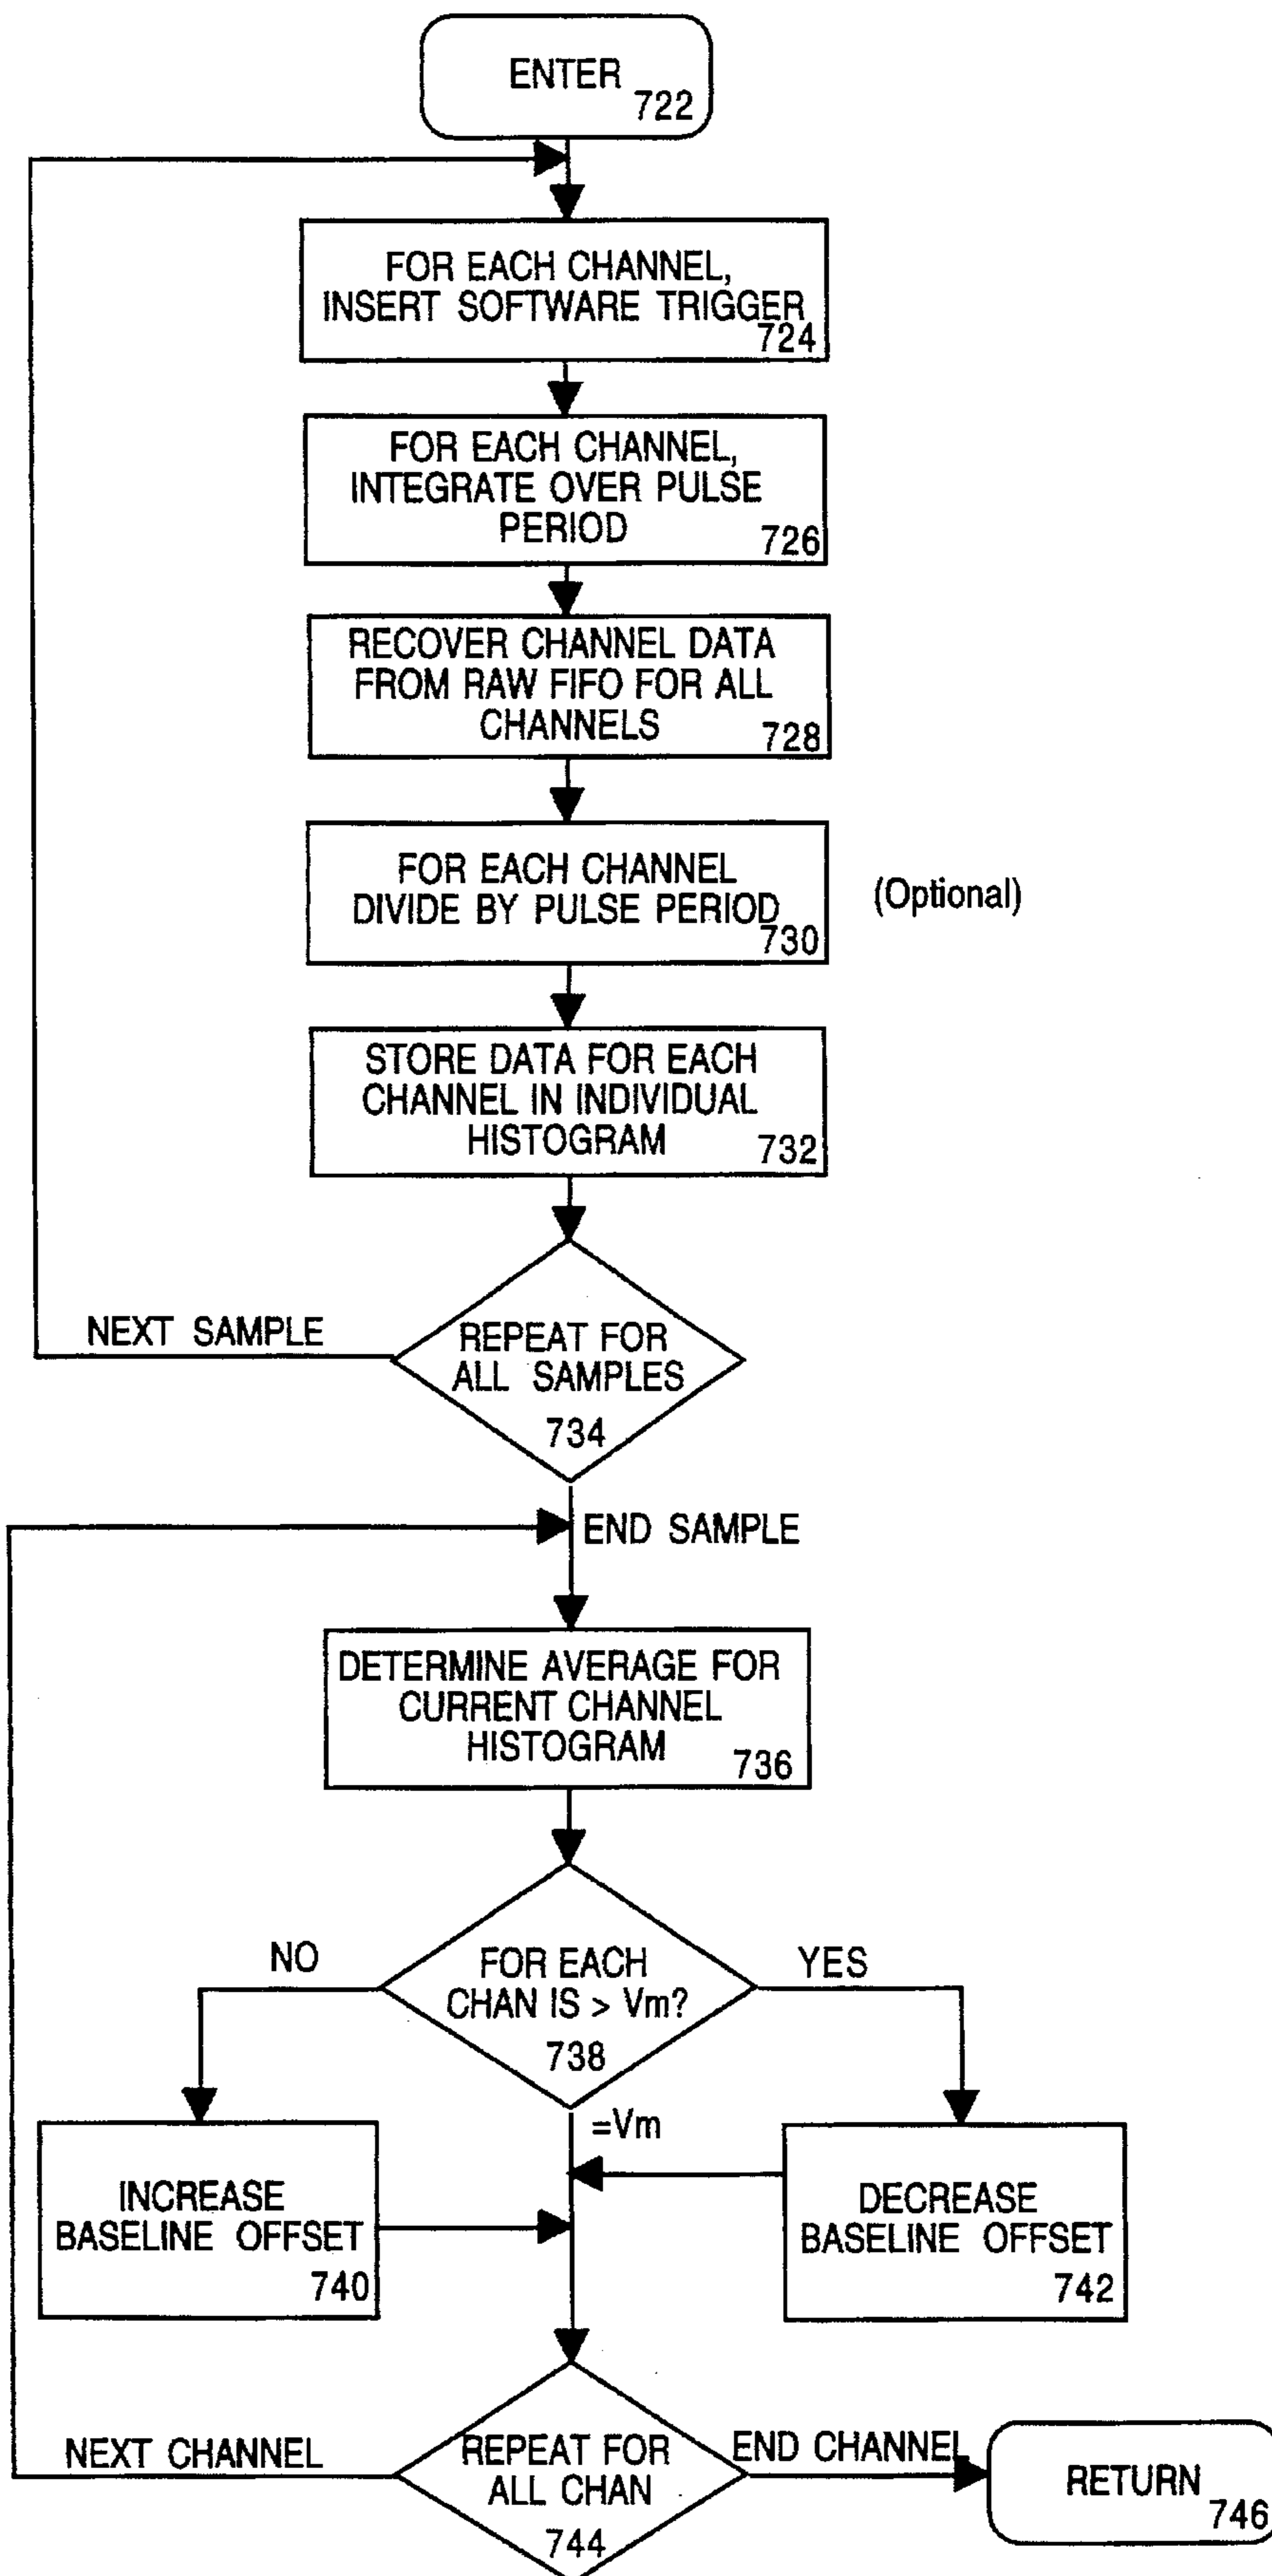 ENTER
722
FOR EACH CHANNEL,
INSERT SOFTWARE TRIGGER
724
FOR EACH CHANNEL,
INTEGRATE OVER PULSE
PERIOD
726
RECOVER CHANNEL DATA
FROM RAW FIFO FOR ALL
CHANNELS
728
FOR EACH CHANNEL
DIVIDE BY PULSE PERIOD
730
(Optional)
STORE DATA FOR EACH
CHANNEL IN INDIVIDUAL
HISTOGRAM
732
NEXT SAMPLE
REPEAT FOR
ALL SAMPLES
734
END SAMPLE
DETERMINE AVERAGE FOR
CURRENT CHANNEL
HISTOGRAM
736
NO
FOR EACH
CHAN IS > Vm?
738
YES
=Vm
INCREASE
BASELINE OFFSET
740
DECREASE
BASELINE OFFSET
742
NEXT CHANNEL
REPEAT FOR
ALL CHAN
744
END CHANNEL
RETURN
746